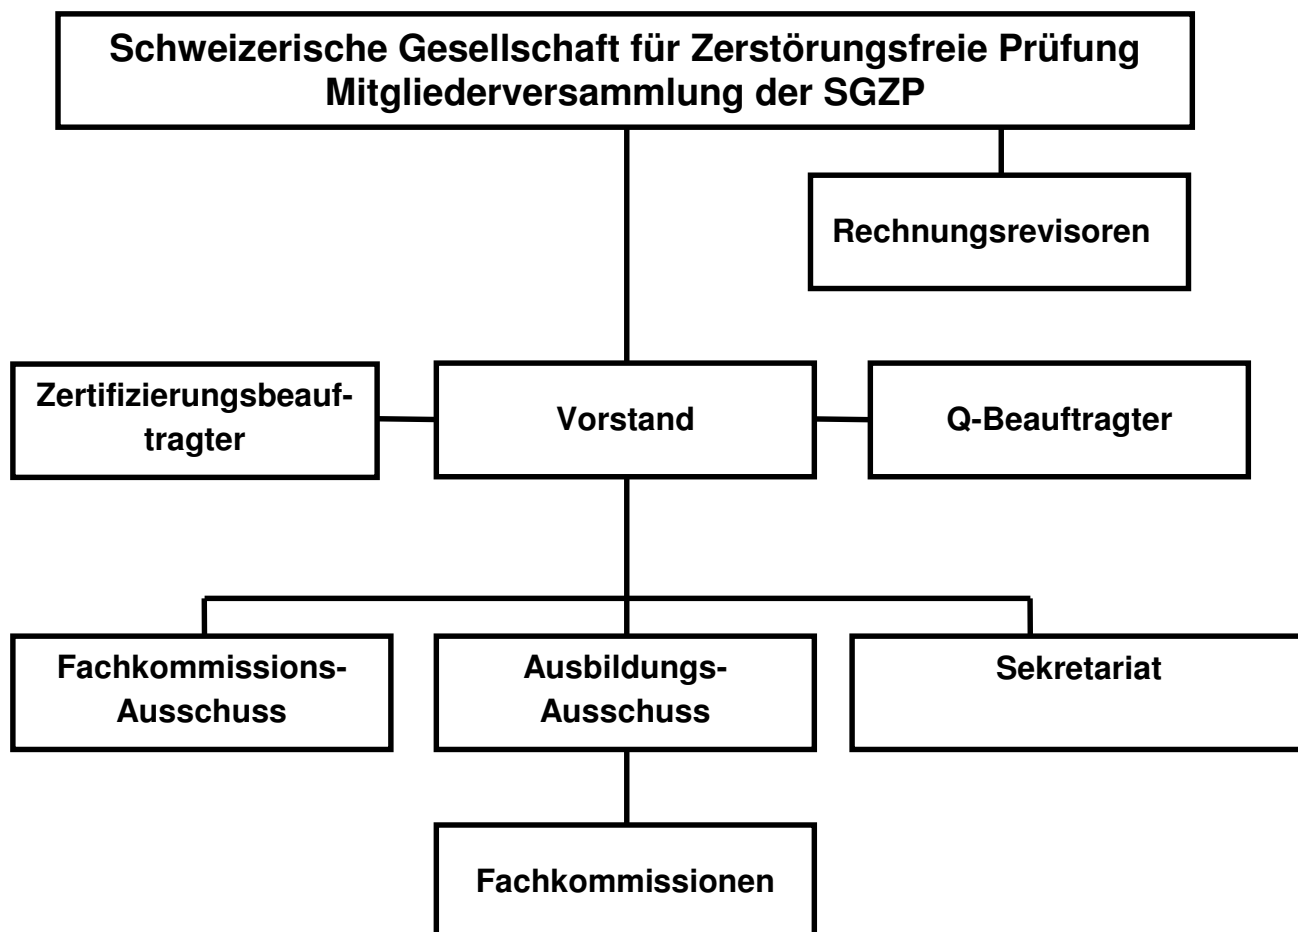 Schweizerische Gesellschaft für Zerstörungsfreie Prüfung
Mitgliederversammlung der SGZP
Rechnungsrevisoren
Zertifizierungsbeauf-
tragter
Vorstand
Q-Beauftragter
Fachkommissions-
Ausschuss
Ausbildungs-
Ausschuss
Sekretariat
Fachkommissionen